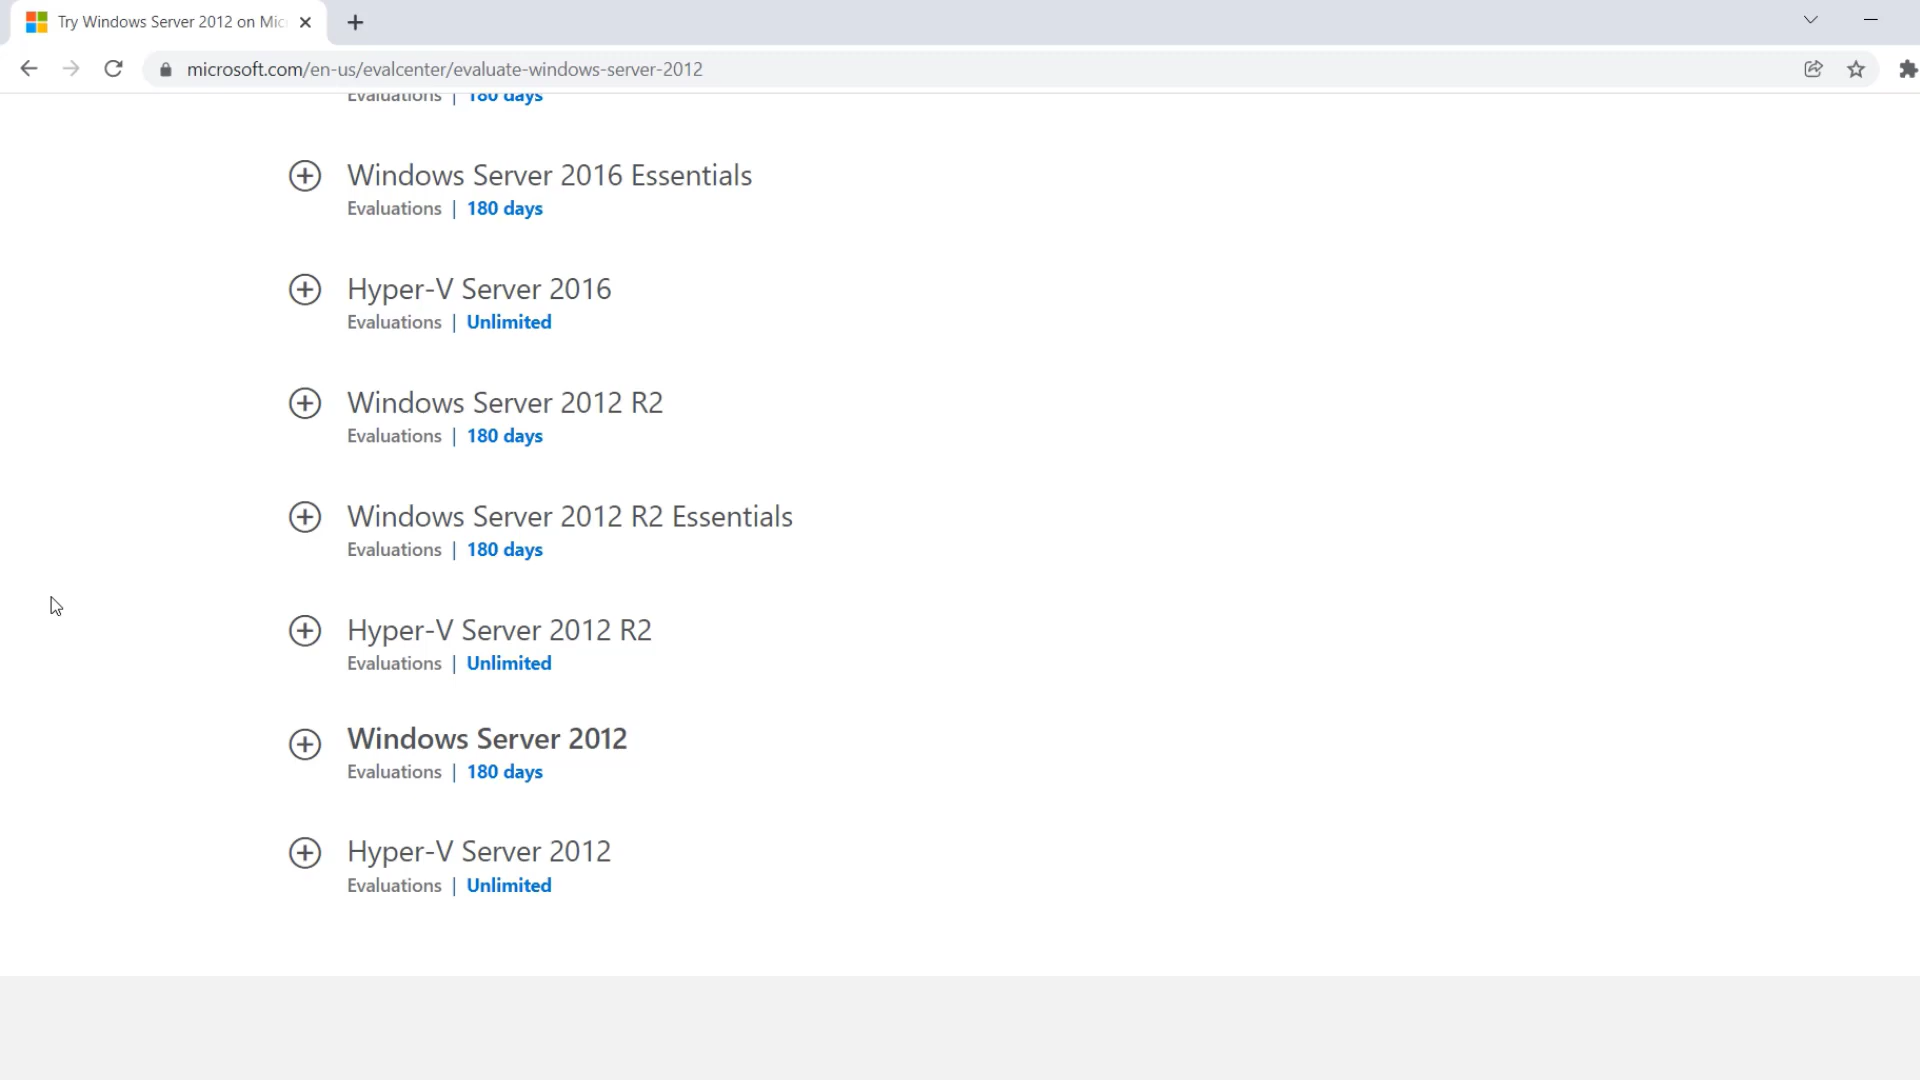 Try Windows Server 2012 on Mic
microsoft.com/en-us/evalcenter/evaluate-windows-server-2012
Evaluations | 180 days
Windows Server 2016 Essentials
Evaluations | 180 days
Hyper-V Server 2016
Evaluations | Unlimited
Windows Server 2012 R2
Evaluations | 180 days
Windows Server 2012 R2 Essentials
Evaluations | 180 days
Hyper-V Server 2012 R2
Evaluations | Unlimited
Windows Server 2012
Evaluations | 180 days
Hyper-V Server 2012
Evaluations | Unlimited